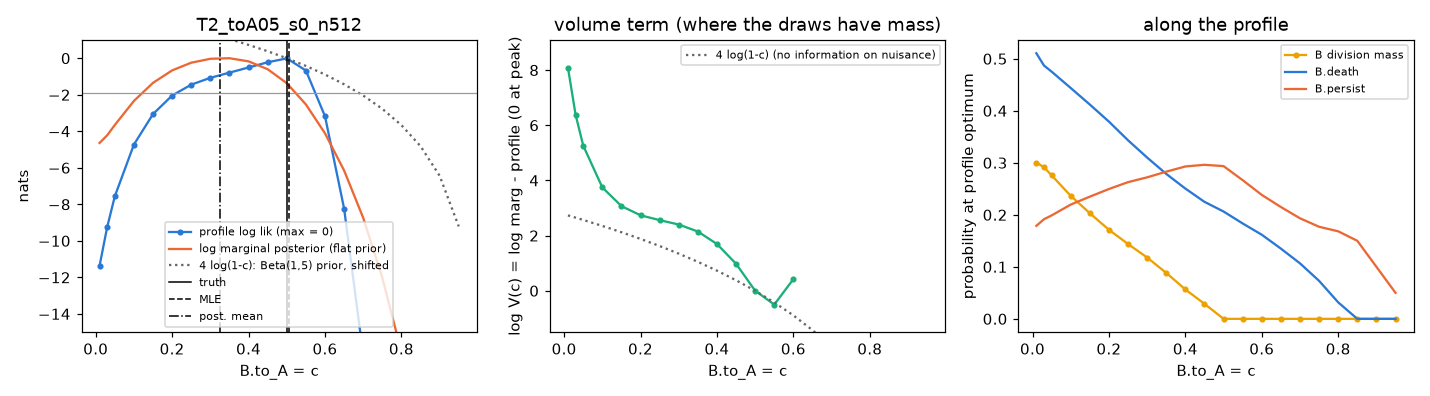 T2_toA05_s0_n512
nats
0
−2
−4
−6
−8
−10
−12
−14
profile log lik (max = 0)
log marginal posterior (flat prior)
4 log(1-c): Beta(1,5) prior, shifted
truth
MLE
post. mean
0.0 0.2 0.4 0.6 0.8
B.to_A = c
volume term (where the draws have mass)
log V(c) = log marg - profile (0 at peak)
8
6
4
2
0
4 log(1-c) (no information on nuisance)
0.0 0.2 0.4 0.6 0.8
B.to_A = c
along the profile
probability at profile optimum
0.5
0.4
0.3
0.2
0.1
0.0
B division mass
B.death
B.persist
0.0 0.2 0.4 0.6 0.8
B.to_A = c